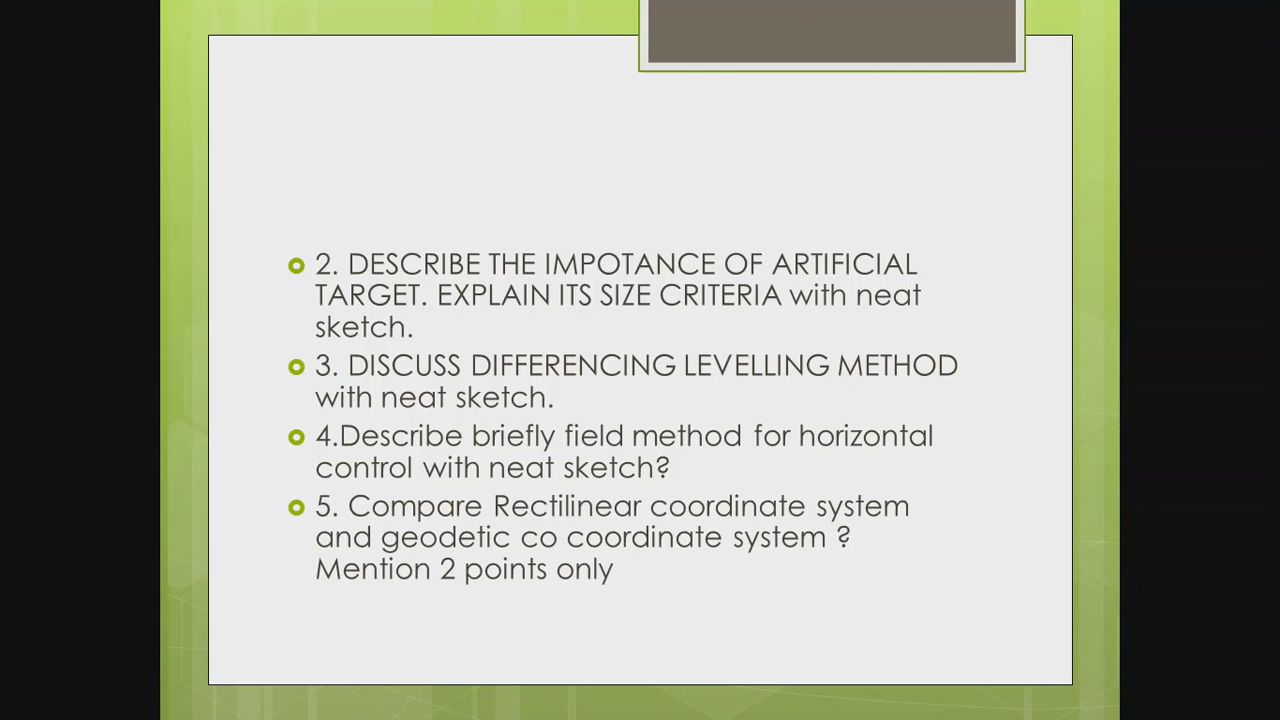 2. DESCRIBE THE IMPOTANCE OF ARTIFICIAL
TARGET. EXPLAIN ITS SIZE CRITERIA with neat
sketch.
3. DISCUSS DIFFERENCING LEVELLING METHOD
with neat sketch.
4.Describe briefly field method for horizontal
control with neat sketch?
5. Compare Rectilinear coordinate system
and geodetic co coordinate system ?
Mention 2 points only